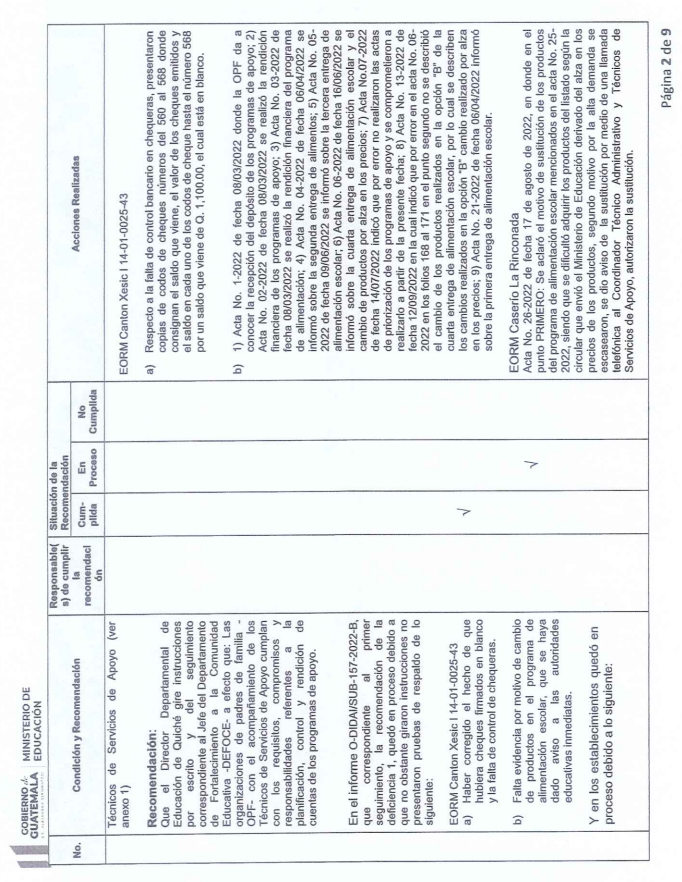 GOBIERNO de
GUATEMALA
MINISTERIO DE
EDUCACIÓN
No.
Condición y Recomendación
Responsable(
s) de cumplir
la
recomendaci
ón
Situación de la
Recomendación
Cum-
plida
En
Proceso
No
Cumplida
Acciones Realizadas
Técnicos de Servicios de Apoyo (ver
anexo 1)
Recomendación:
Que el Director Departamental de
Educación de Quiché gire instrucciones
por escrito y del seguimiento
correspondiente al Jefe del Departamento
de Fortalecimiento a la Comunidad
Educativa -DEFOCE- a efecto que: Las
organizaciones de padres de familia -
OPF- con el acompañamiento de los
Técnicos de Servicios de Apoyo cumplan
con los requisitos, compromisos y
responsabilidades referentes a la
planificación, control y rendición de
cuentas de los programas de apoyo.
En el informe O-DIDAI/SUB-157-2022-B,
que correspondiente al primer
seguimiento, la recomendación de la
deficiencia 1, quedó en proceso debido a
que no obstante giraron instrucciones no
presentaron pruebas de respaldo de lo
siguiente:
EORM Canton Xesic I 14-01-0025-43
a) Haber corregido el hecho de que
hubiera cheques firmados en blanco
y la falta de control de chequeras.
b) Falta evidencia por motivo de cambio
de productos en el programa de
alimentación escolar, que se haya
dado aviso a las autoridades
educativas inmediatas.
Y en los establecimientos quedó en
proceso debido a lo siguiente:
√
√
EORM Canton Xesic I 14-01-0025-43
a) Respecto a la falta de control bancario en chequeras, presentaron
copias de codos de cheques números del 560 al 568 donde
consignan el saldo que viene, el valor de los cheques emitidos y
el saldo en cada uno de los codos de cheque hasta el número 568
por un saldo que viene de Q. 1,100.00, el cual está en blanco.
b) 1) Acta No. 1-2022 de fecha 08/03/2022 donde la OPF da a
conocer la recepción del depósito de los programas de apoyo; 2)
Acta No. 02-2022 de fecha 08/03/2022 se realizó la rendición
financiera de los programas de apoyo; 3) Acta No. 03-2022 de
fecha 08/03/2022 se realizó la rendición financiera del programa
de alimentación; 4) Acta No. 04-2022 de fecha 06/04/2022 se
informó sobre la segunda entrega de alimentos; 5) Acta No. 05-
2022 de fecha 09/06/2022 se informó sobre la tercera entrega de
alimentación escolar; 6) Acta No. 06-2022 de fecha 16/06/2022 se
informó sobre la cuarta entrega de alimentación escolar y el
cambio de productos por alza en los precios; 7) Acta No.07-2022
de fecha 14/07/2022 indicó que por error no realizaron las actas
de priorización de los programas de apoyo y se comprometieron a
realizarlo a partir de la presente fecha; 8) Acta No. 13-2022 de
fecha 12/09/2022 en la cual indicó que por error en el acta No. 06-
2022 en los folios 168 al 171 en el punto segundo no se describió
el cambio de los productos realizados en la opción "B" de la
cuarta entrega de alimentación escolar, por lo cual se describen
los cambios realizados en la opción "B" cambio realizado por alza
en los precios; 9) Acta No. 21-2022 de fecha 06/04/2022 informó
sobre la primera entrega de alimentación escolar.
EORM Caserío La Rinconada
Acta No. 26-2022 de fecha 17 de agosto de 2022, en donde en el
punto PRIMERO: Se aclaró el motivo de sustitución de los productos
del programa de alimentación escolar mencionados en el acta No. 25-
2022, siendo que se dificultó adquirir los productos del listado según la
circular que envió el Ministerio de Educación derivado del alza en los
precios de los productos, segundo motivo por la alta demanda se
escasearon, se dio aviso de la sustitución por medio de una llamada
telefónica al Coordinador Técnico Administrativo y Técnicos de
Servicios de Apoyo, autorizaron la sustitución.
Página 2 de 9